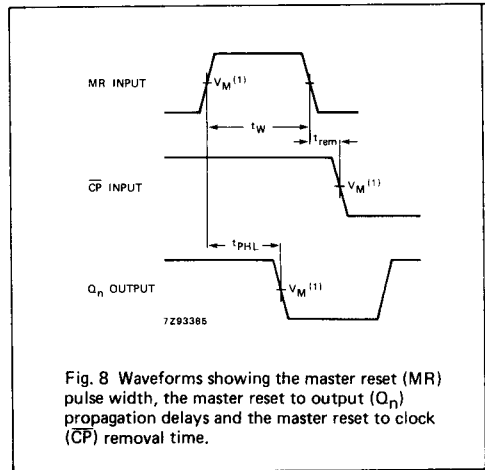 MR INPUT
V_M (1)
t_W
t_rem
C̅P̅ INPUT
V_M (1)
t_PHL
Q_n OUTPUT
V_M (1)
7Z93385
Fig. 8 Waveforms showing the master reset (MR)
pulse width, the master reset to output (Q_n)
propagation delays and the master reset to clock
(C̅P̅) removal time.